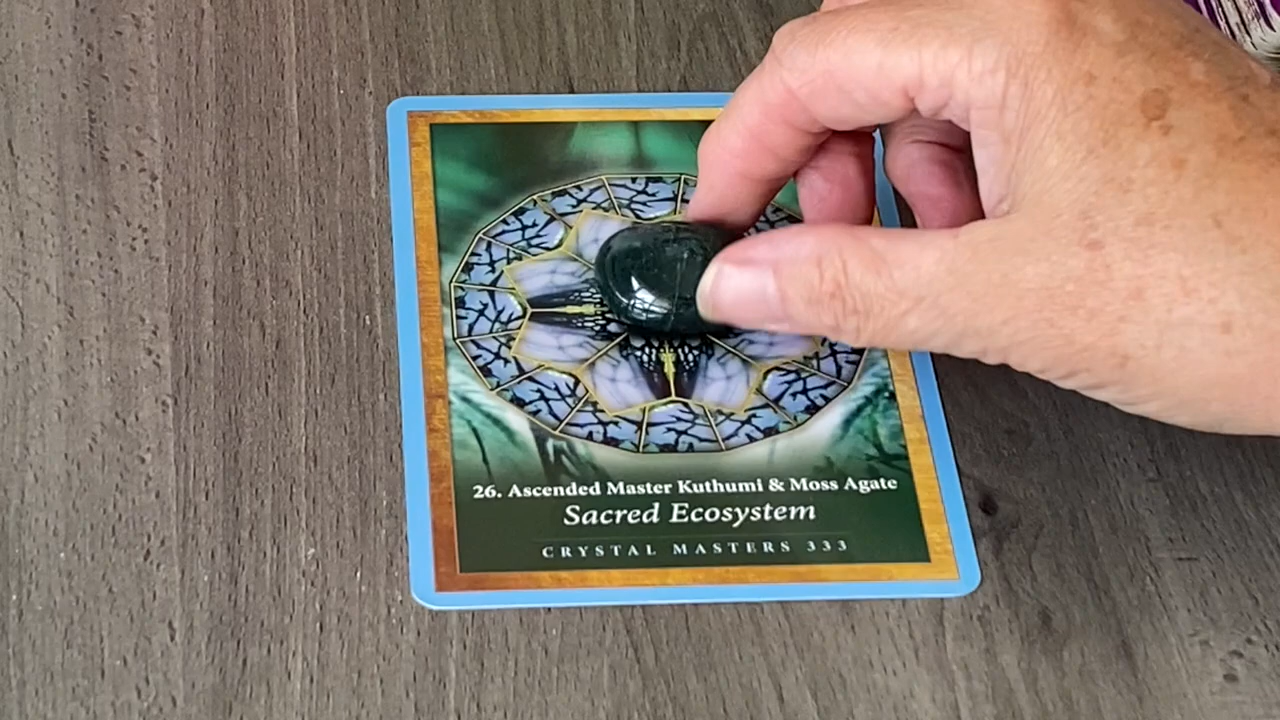 26. Ascended Master Kuthumi & Moss Agate
Sacred Ecosystem
CRYSTAL MASTERS 333